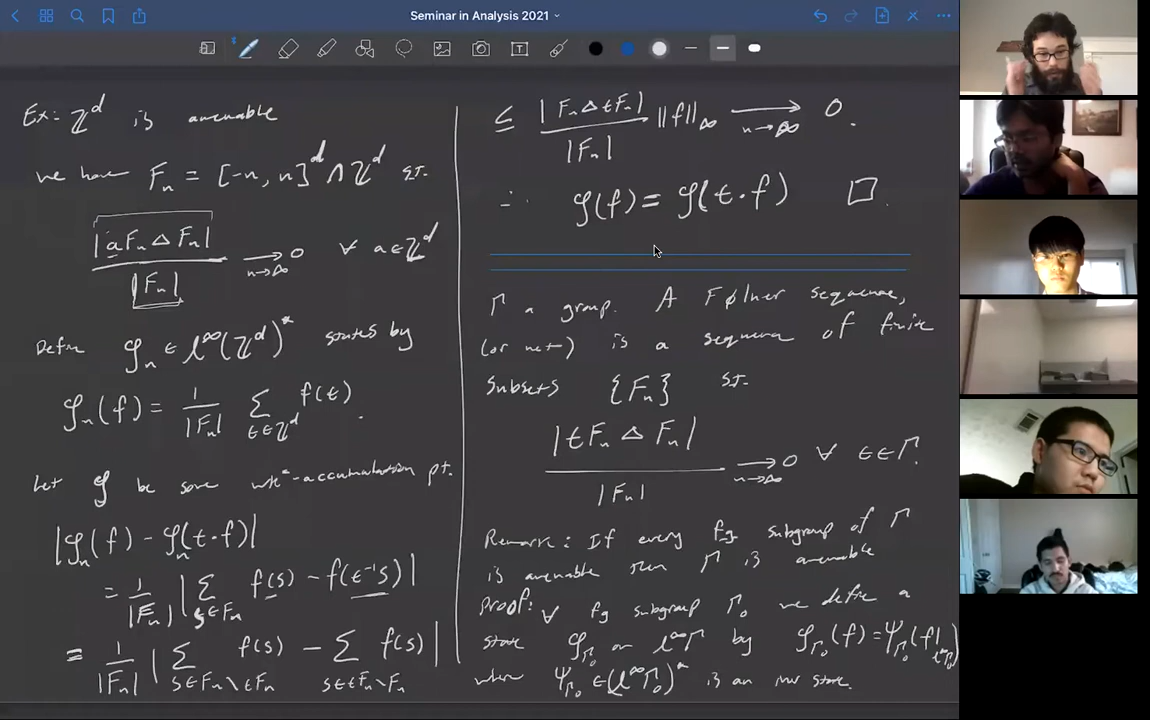 Seminar in Analysis 2021
Ex: ℤ^d is amenable
we have F_n = [-n, n]^d ∩ ℤ^d s.t.
|aF_n Δ F_n| / |F_n| →_{n→∞} 0 ∀ a∈ℤ^d
Define φ_n ∈ ℓ^∞(ℤ^d)^* states by
φ_n(f) = 1/|F_n| Σ_{t∈ℤ^d} f(t).
Let φ be some wk^*-accumulation pt.
|φ_n(f) - φ_n(t·f)|
= 1/|F_n| |Σ_{s∈F_n} f(s) - f(t^{-1}s)|
= 1/|F_n| |Σ_{s∈F_n\tF_n} f(s) - Σ_{s∈tF_n\F_n} f(s)|
≤ |F_n Δ tF_n| / |F_n| ||f||_∞ →_{n→∞} 0.
∴ φ(f) = φ(t·f) □.
Γ a group. A Følner sequence,
(or net) is a sequence of finite
subsets {F_n} s.t.
|tF_n Δ F_n| / |F_n| →_{n→∞} 0 ∀ t∈Γ.
Remark: If every fg subgroup of Γ
is amenable then Γ is amenable
Proof: ∀ fg subgroup Γ_0 we define a
state φ_{Γ_0} on ℓ^∞Γ by φ_{Γ_0}(f) = ψ_{Γ_0}(f|_{ℓ^∞Γ_0})
where ψ_{Γ_0} ∈ (ℓ^∞Γ_0)^* is an inv state.